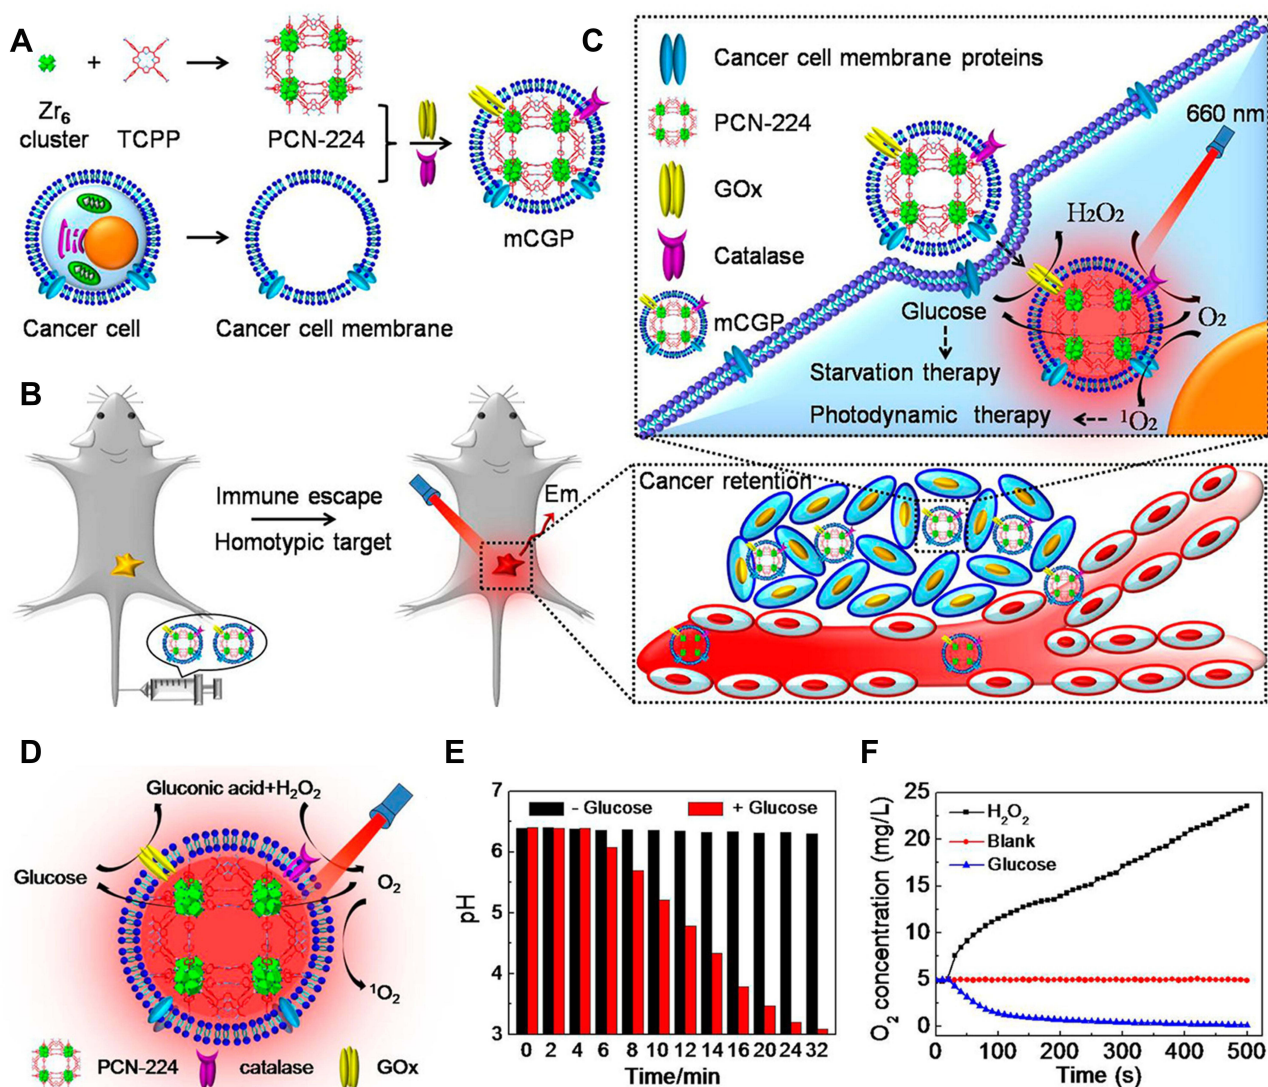 A
Zr6 cluster
+
TCPP
PCN-224
Cancer cell
Cancer cell membrane
mCGP
B
Immune escape
Homotypic target
Em
C
Cancer cell membrane proteins
PCN-224
GOx
Catalase
mCGP
660 nm
H2O2
Glucose
O2
Starvation therapy
Photodynamic therapy
1O2
Cancer retention
D
Gluconic acid+H2O2
Glucose
O2
1O2
PCN-224
catalase
GOx
E
- Glucose
+ Glucose
pH
7
6
5
4
3
0 2 4 6 8 10 12 14 16 20 24 32
Time/min
F
H2O2
Blank
Glucose
O2 concentration (mg/L)
25
20
15
10
5
0
0 100 200 300 400 500
Time (s)